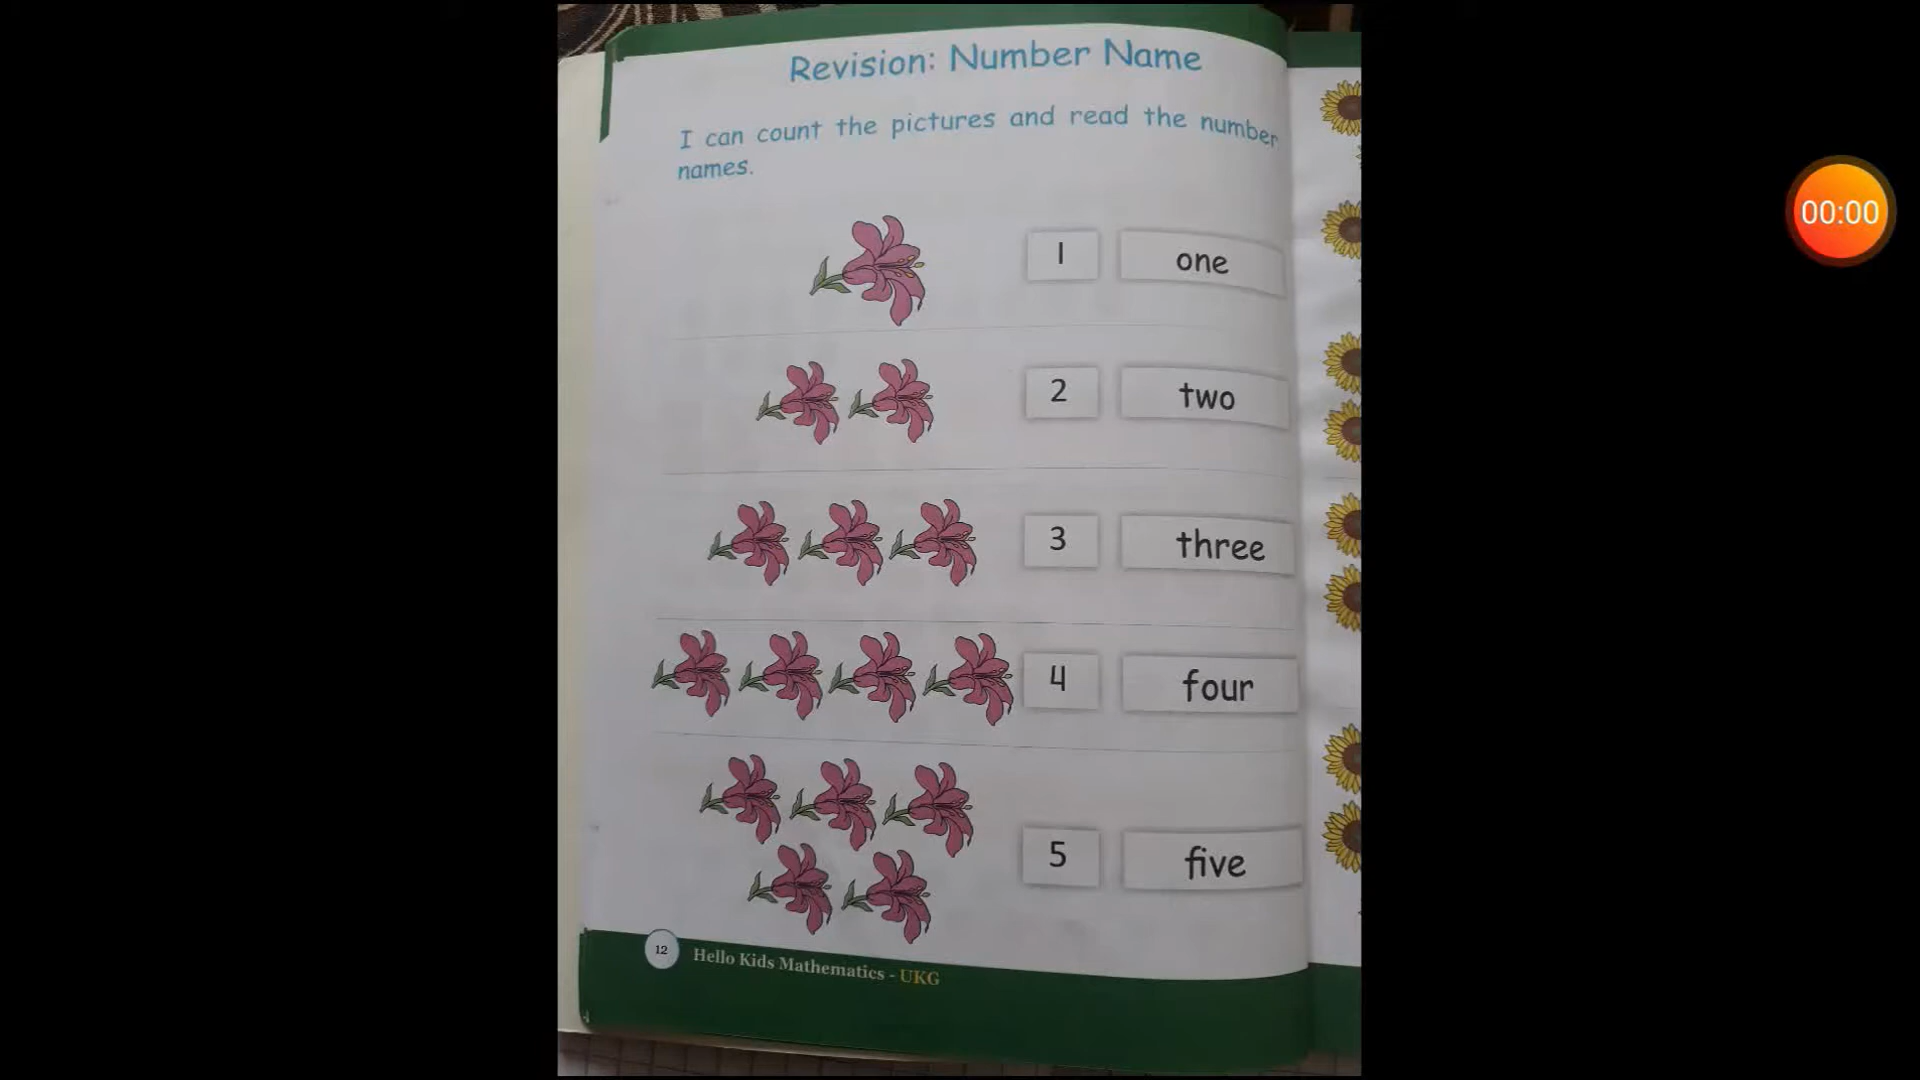 Revision: Number Name
I can count the pictures and read the number
names.
1 one
2 two
3 three
4 four
5 five
12 Hello Kids Mathematics - UKG
00:00